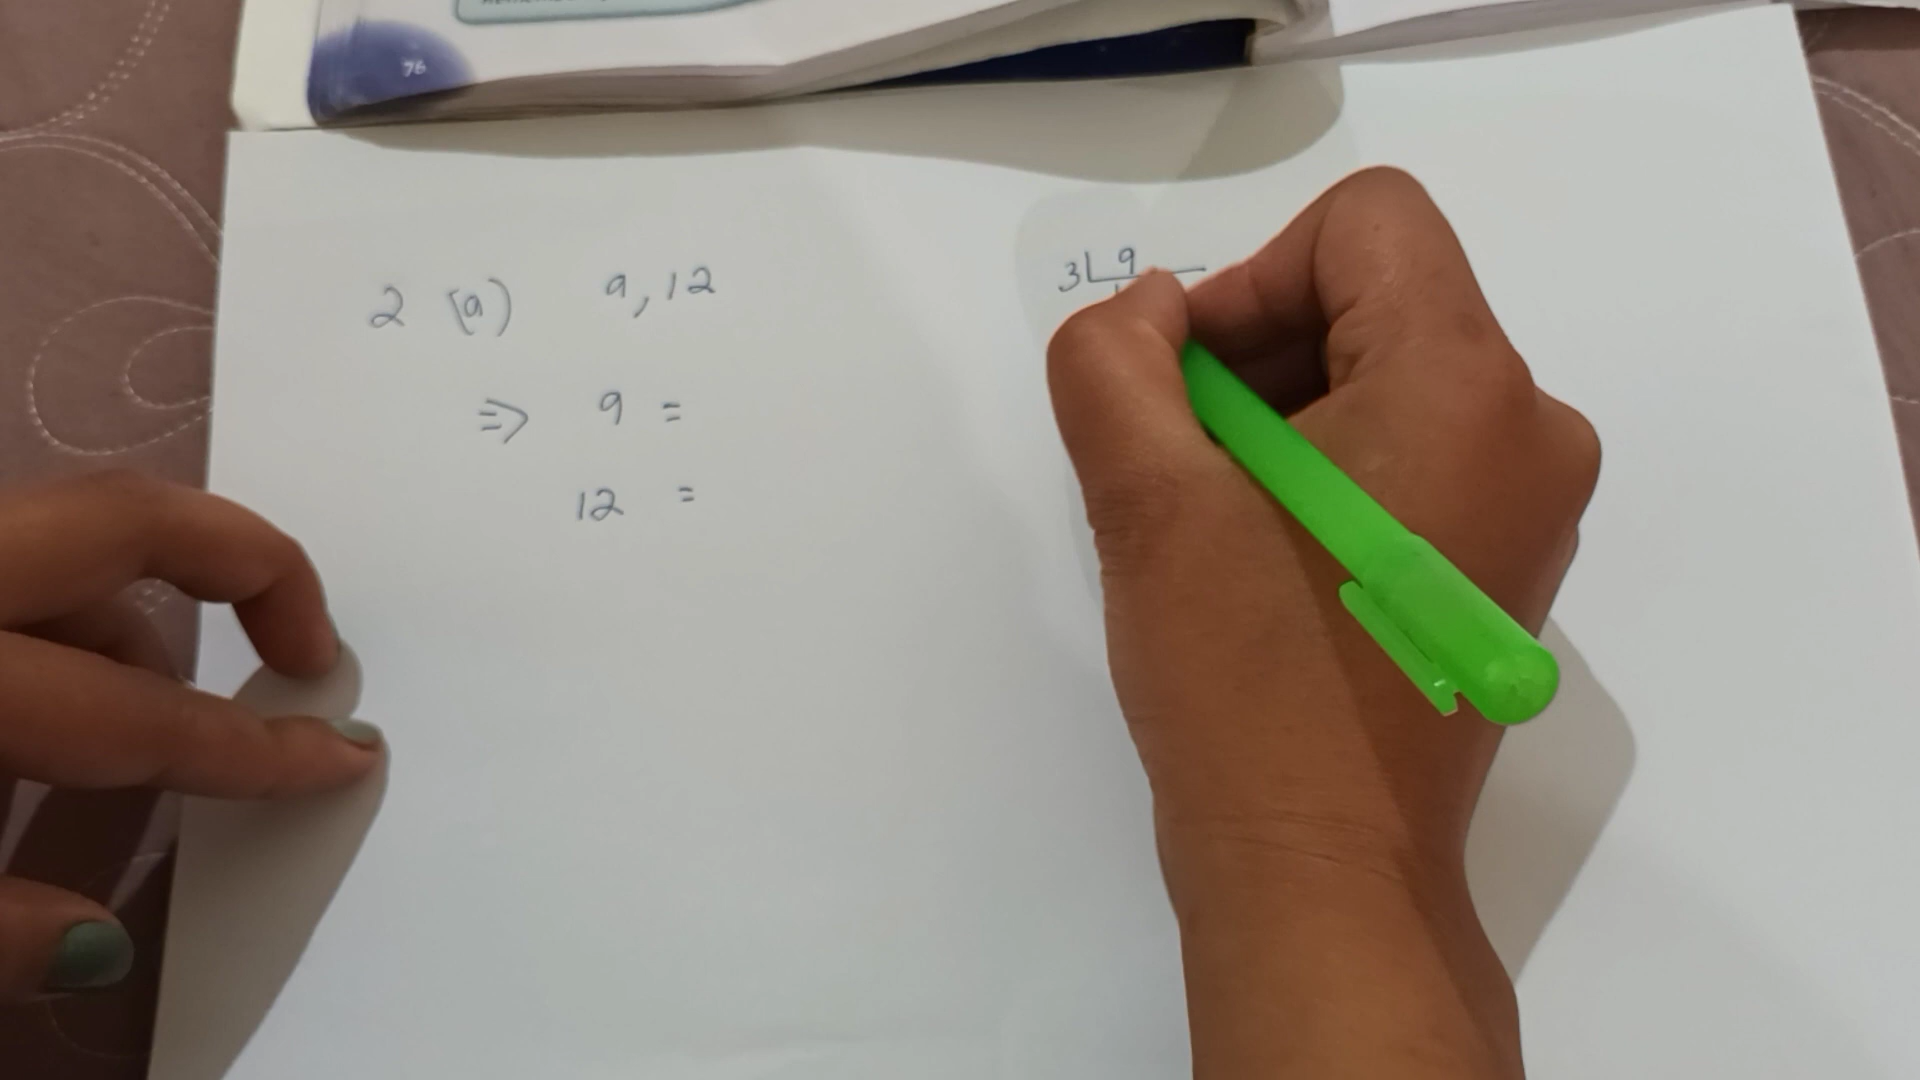 76
2 (a) 9, 12
⇒ 9 =
12 =
3 9